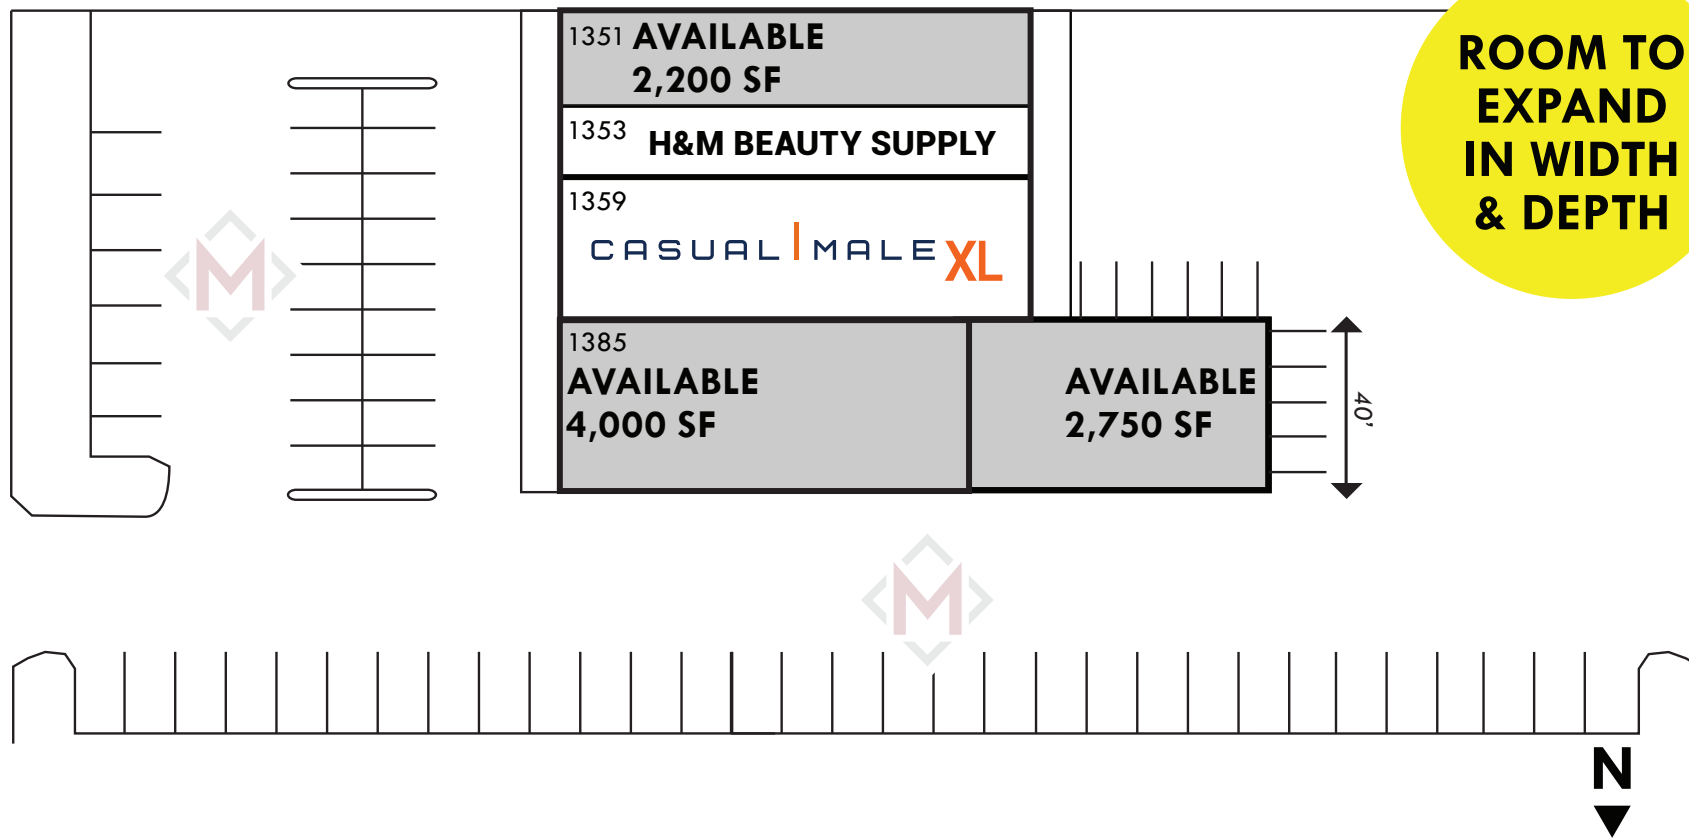 1351 AVAILABLE
2,200 SF
1353 H&M BEAUTY SUPPLY
1359
CASUAL MALE XL
1385
AVAILABLE
4,000 SF
AVAILABLE
2,750 SF
40’
ROOM TO
EXPAND
IN WIDTH
& DEPTH
M
M
N